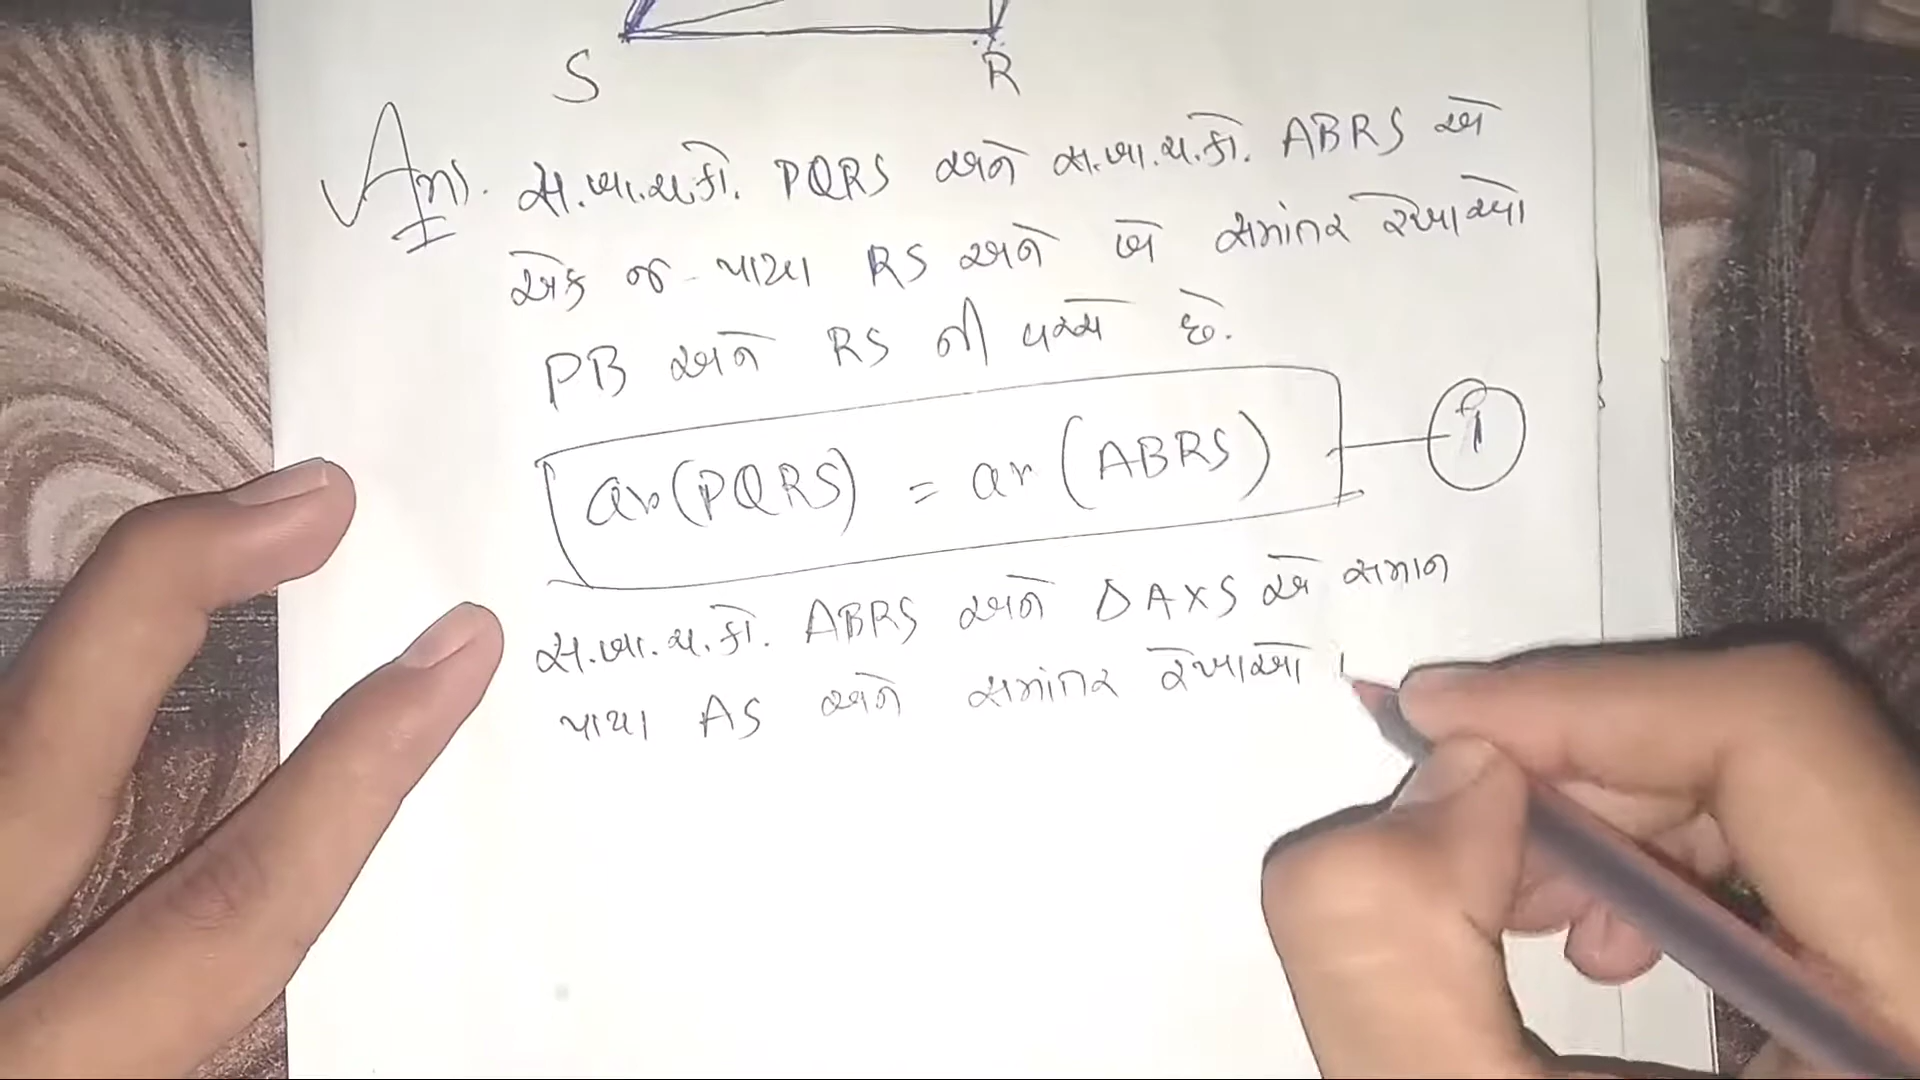 S R
Ans. સ.બા.ચ.કો. PQRS અને સ.બા.ચ.કો. ABRS એ
એક જ પાયા RS અને બે સમાંતર રેખાઓ
PB અને RS ની વચ્ચે છે.
ar(PQRS) = ar(ABRS) — i
સ.બા.ચ.કો. ABRS અને Δ AXS એ સમાન
પાયા AS અને સમાંતર રેખાઓ